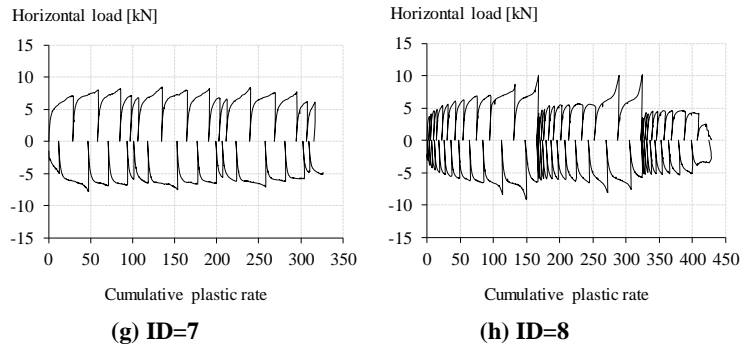 Horizontal load [kN]
15
10
5
0
-5
-10
-15
0 50 100 150 200 250 300 350
Cumulative plastic rate
(g) ID=7
Horizontal load [kN]
15
10
5
0
-5
-10
-15
0 50 100 150 200 250 300 350 400 450
Cumulative plastic rate
(h) ID=8